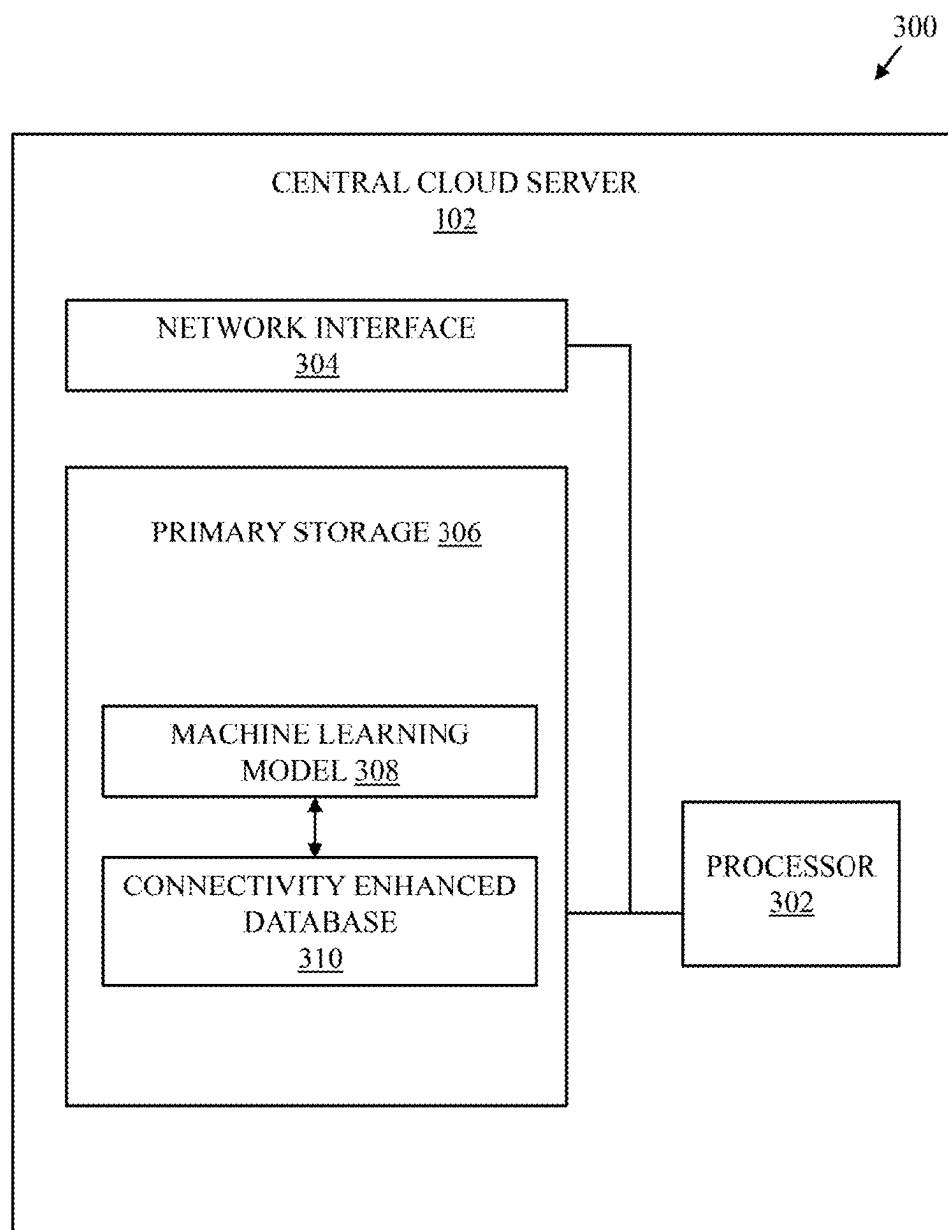 300
CENTRAL CLOUD SERVER
102
NETWORK INTERFACE
304
PRIMARY STORAGE 306
MACHINE LEARNING
MODEL 308
CONNECTIVITY ENHANCED
DATABASE
310
PROCESSOR
302